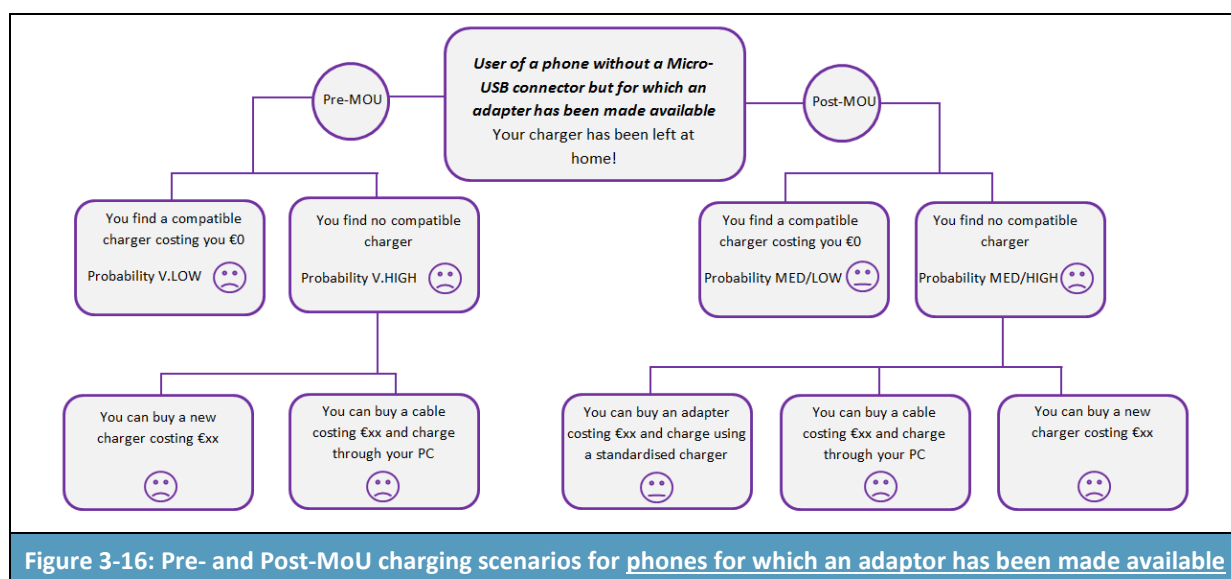 User of a phone without a Micro-
USB connector but for which an
adapter has been made available
Your charger has been left at
home!
Pre-MOU
Post-MOU
You find a compatible
charger costing you €0
Probability V.LOW
You find no compatible
charger
Probability V.HIGH
You find a compatible
charger costing you €0
Probability MED/LOW
You find no compatible
charger
Probability MED/HIGH
You can buy a new
charger costing €xx
You can buy a cable
costing €xx and charge
through your PC
You can buy an adapter
costing €xx and charge using
a standardised charger
You can buy a cable
costing €xx and charge
through your PC
You can buy a new
charger costing €xx
Figure 3-16: Pre- and Post-MoU charging scenarios for phones for which an adaptor has been made available